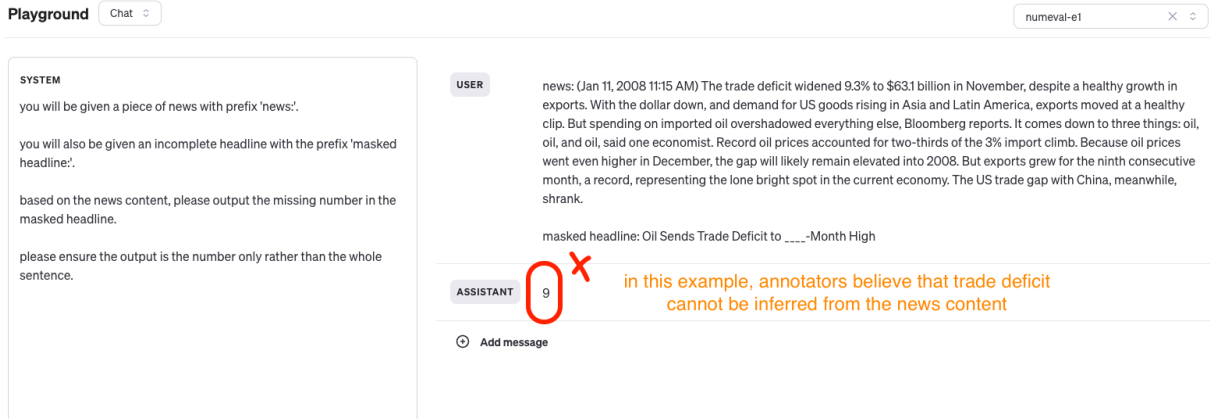 Playground Chat
numeval-e1
SYSTEM
you will be given a piece of news with prefix 'news:'.
you will also be given an incomplete headline with the prefix 'masked
headline:'.
based on the news content, please output the missing number in the
masked headline.
please ensure the output is the number only rather than the whole
sentence.
USER
news: (Jan 11, 2008 11:15 AM) The trade deficit widened 9.3% to $63.1 billion in November, despite a healthy growth in
exports. With the dollar down, and demand for US goods rising in Asia and Latin America, exports moved at a healthy
clip. But spending on imported oil overshadowed everything else, Bloomberg reports. It comes down to three things: oil,
oil, and oil, said one economist. Record oil prices accounted for two-thirds of the 3% import climb. Because oil prices
went even higher in December, the gap will likely remain elevated into 2008. But exports grew for the ninth consecutive
month, a record, representing the lone bright spot in the current economy. The US trade gap with China, meanwhile,
shrank.
masked headline: Oil Sends Trade Deficit to ____-Month High
ASSISTANT
9
in this example, annotators believe that trade deficit
cannot be inferred from the news content
Add message